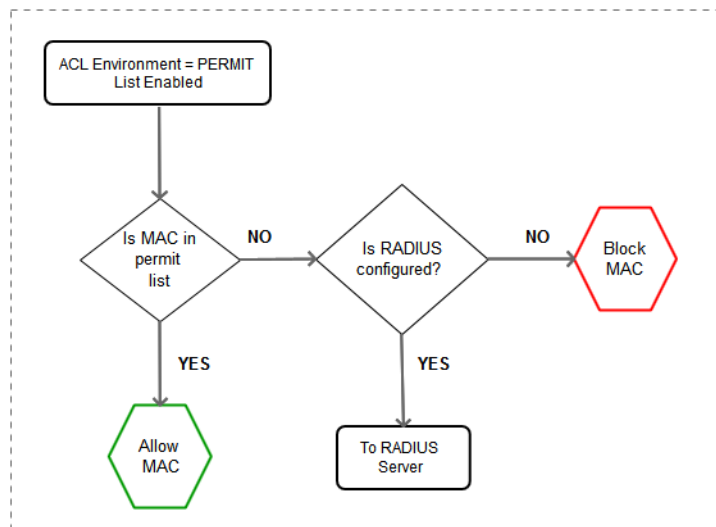 ACL Environment = PERMIT
List Enabled
Is MAC in
permit
list
NO
Is RADIUS
configured?
NO
Block
MAC
YES
YES
Allow
MAC
To RADIUS
Server